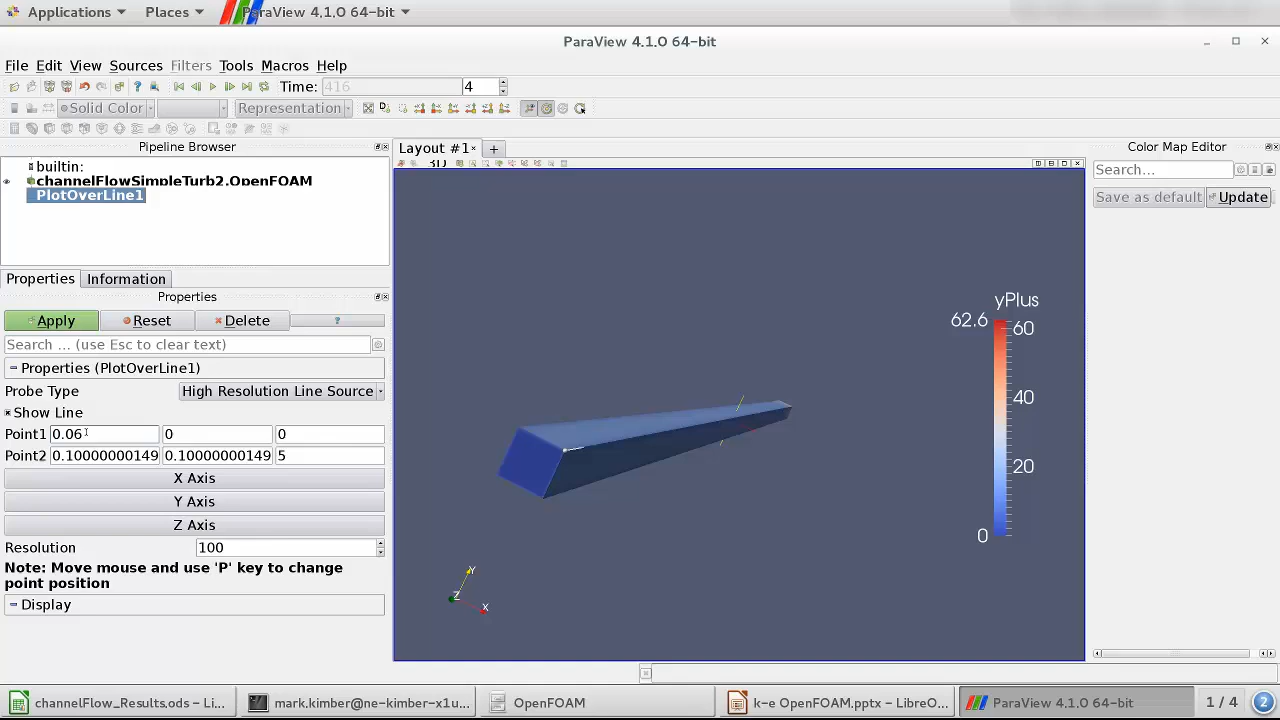 Applications Places ParaView 4.1.0 64-bit
ParaView 4.1.0 64-bit
File Edit View Sources Filters Tools Macros Help
Time: 416 4
Solid Color Representation
Pipeline Browser
Layout #1 +
Color Map Editor
builtin:
3D
Search...
channelFlowSimpleTurb2.OpenFOAM
PlotOverLine1
Save as default Update
Properties Information
Properties
Apply Reset Delete ?
Search ... (use Esc to clear text)
Properties (PlotOverLine1)
Probe Type High Resolution Line Source
Show Line
Point1 0.06 0 0
Point2 0.10000000149 0.10000000149 5
X Axis
Y Axis
Z Axis
Resolution 100
Note: Move mouse and use 'P' key to change
point position
Display
yPlus
62.6 60
40
20
0
Y
Z
X
channelFlow_Results.ods - Li...
mark.kimber@ne-kimber-x1u...
OpenFOAM
k-e OpenFOAM.pptx - LibreO...
ParaView 4.1.0 64-bit
1 / 4
2